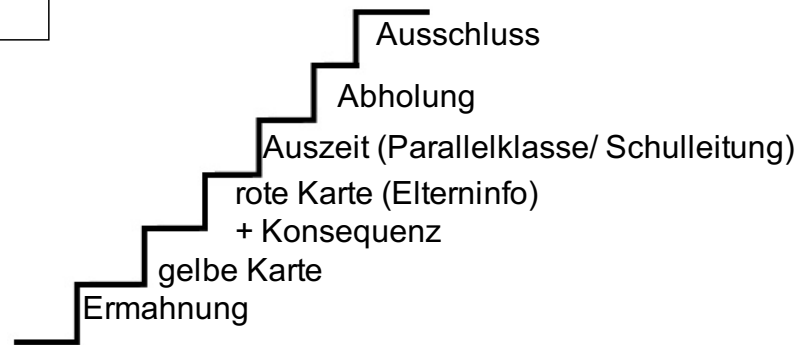 Ausschluss
Abholung
Auszeit (Parallelklasse/ Schulleitung)
rote Karte (Elterninfo)
+ Konsequenz
gelbe Karte
Ermahnung